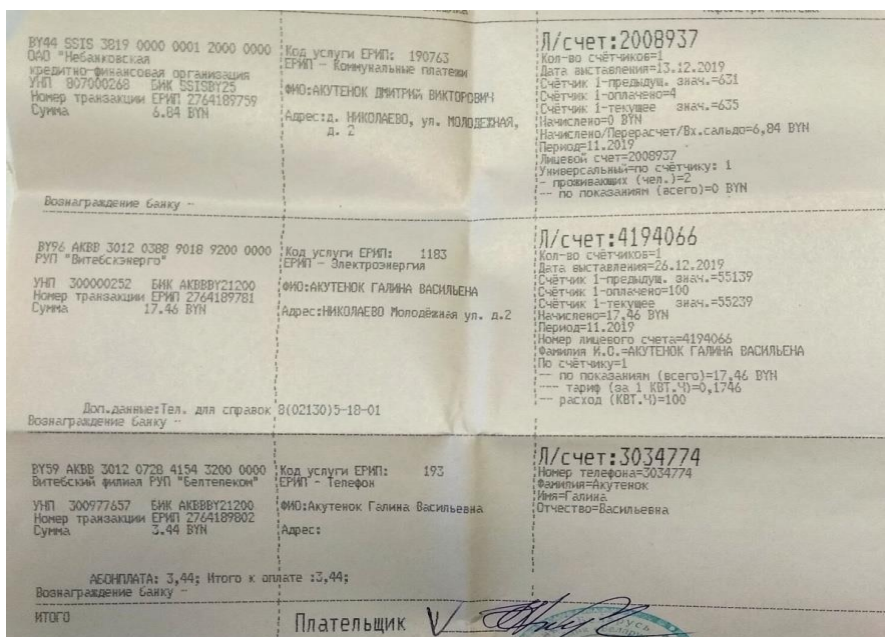 BY44 SSIS 3819 0000 0001 2000 0000
ОАО "Небанковская
кредитно-финансовая организация
УНП 807000268 БИК SSISBY25
Номер транзакции ЕРИП 2764189759
Сумма 6.84 BYN
Код услуги ЕРИП: 190763
ЕРИП - Коммунальные платежи
ФИО:АКУТЕНОК ДМИТРИЙ ВИКТОРОВИЧ
Адрес:д. НИКОЛАЕВО, ул. МОЛОДЕЖНАЯ,
д. 2
Л/счет:2008937
Кол-во счётчиков=1
Дата выставления=13.12.2019
Счётчик 1-предыдущ. знач.=631
Счётчик 1-оплачено=4
Счётчик 1-текущее знач.=635
Начислено=0 BYN
Начислено/Перерасчет/Вх.сальдо=6,84 BYN
Период=11.2019
Лицевой счет=2008937
Универсальный=по счётчику: 1
- проживающих (чел.)=2
-- по показаниям (всего)=0 BYN
Вознаграждение банку -
BY96 AKBB 3012 0388 9018 9200 0000
РУП "Витебскэнерго"
УНП 300000252 БИК AKBBBY21200
Номер транзакции ЕРИП 2764189781
Сумма 17.46 BYN
Код услуги ЕРИП: 1183
ЕРИП - Электроэнергия
ФИО:АКУТЕНОК ГАЛИНА ВАСИЛЬЕНА
Адрес:НИКОЛАЕВО Молодёжная ул. д.2
Л/счет:4194066
Кол-во счётчиков=1
Дата выставления=26.12.2019
Счётчик 1-предыдущ. знач.=55139
Счётчик 1-оплачено=100
Счётчик 1-текущее знач.=55239
Начислено=17,46 BYN
Период=11.2019
Номер лицевого счета=4194066
Фамилия И.О.=АКУТЕНОК ГАЛИНА ВАСИЛЬЕНА
По счётчику=1
-- по показаниям (всего)=17,46 BYN
--- тариф (за 1 КВТ.Ч)=0,1746
-- расход (КВТ.Ч)=100
Доп.данные:Тел. для справок 8(02130)5-18-01
Вознаграждение банку -
BY59 AKBB 3012 0728 4154 3200 0000
Витебский филиал РУП "Белтелеком"
УНП 300977657 БИК AKBBBY21200
Номер транзакции ЕРИП 2764189802
Сумма 3.44 BYN
Код услуги ЕРИП: 193
ЕРИП - Телефон
ФИО:Акутенок Галина Васильевна
Адрес:
Л/счет:3034774
Номер телефона=3034774
Фамилия=Акутенок
Имя=Галина
Отчество=Васильевна
АБОНПЛАТА: 3,44; Итого к оплате :3,44;
Вознаграждение банку -
ИТОГО
Плательщик V